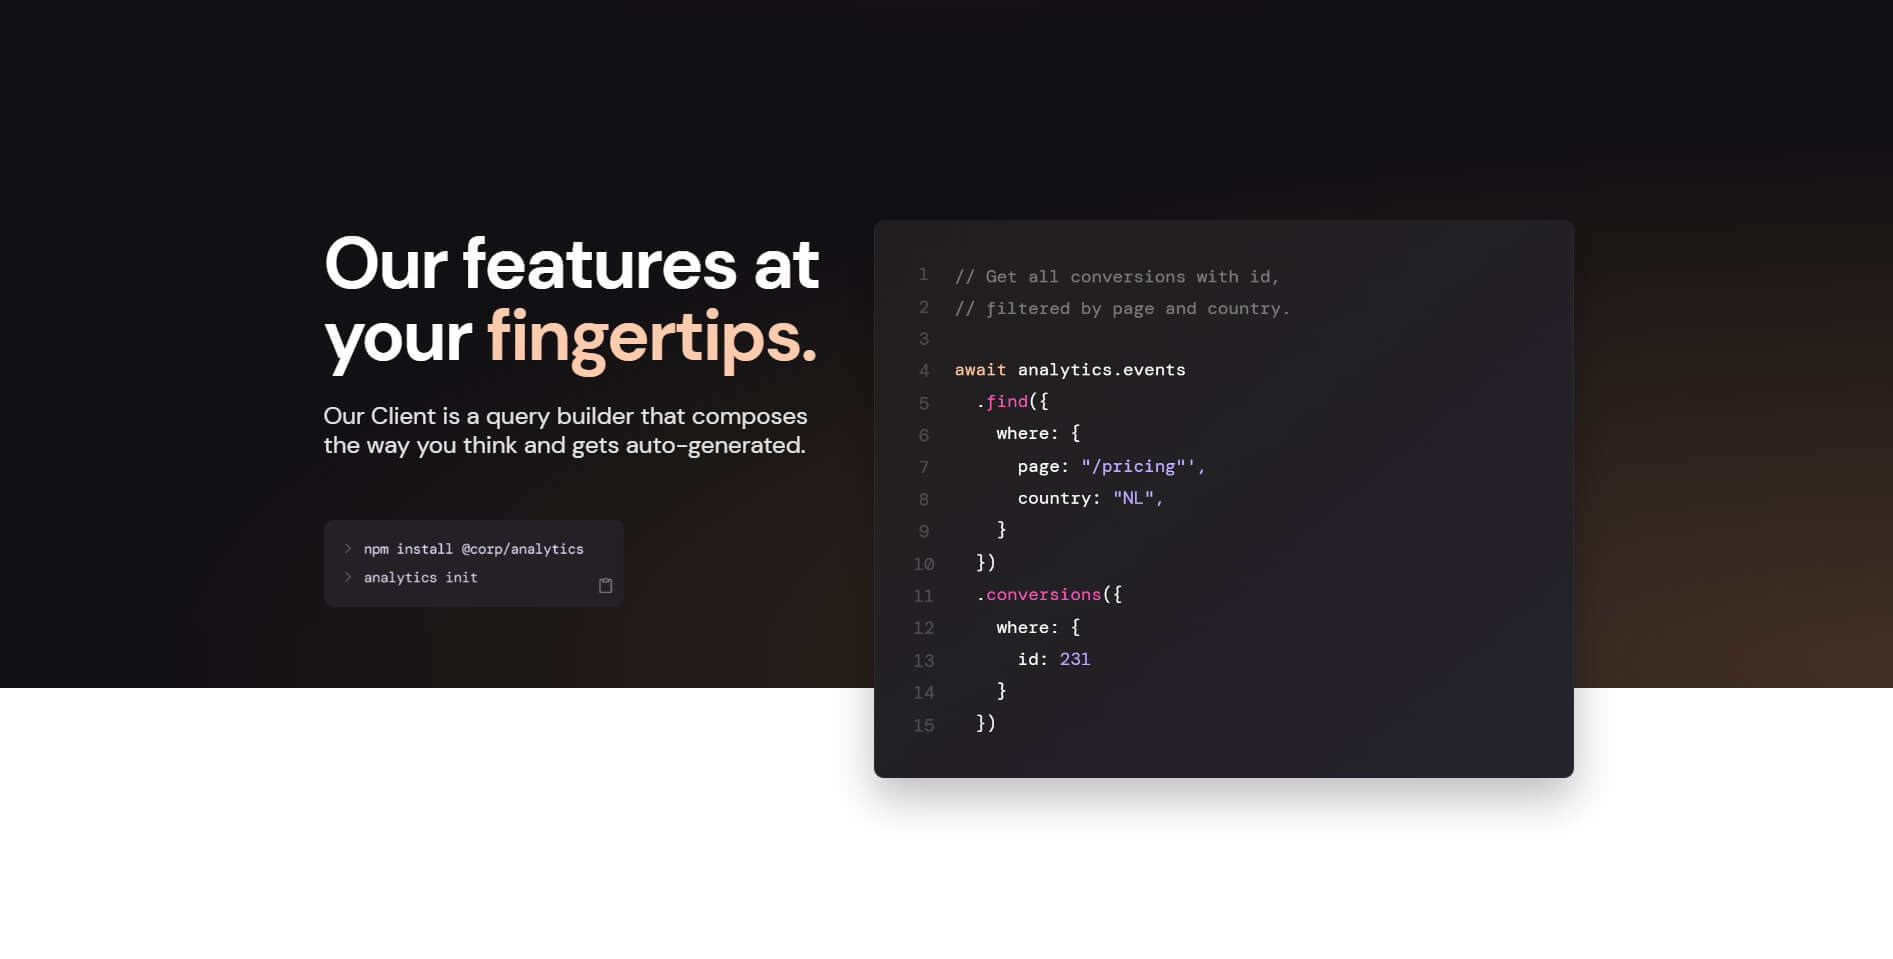 Our features at
your fingertips.
Our Client is a query builder that composes
the way you think and gets auto-generated.
> npm install @corp/analytics
> analytics init
1 // Get all conversions with id,
2 // filtered by page and country.
3
4 await analytics.events
5   .find({
6     where: {
7       page: "/pricing"',
8       country: "NL",
9     }
10   })
11   .conversions({
12     where: {
13       id: 231
14     }
15   })